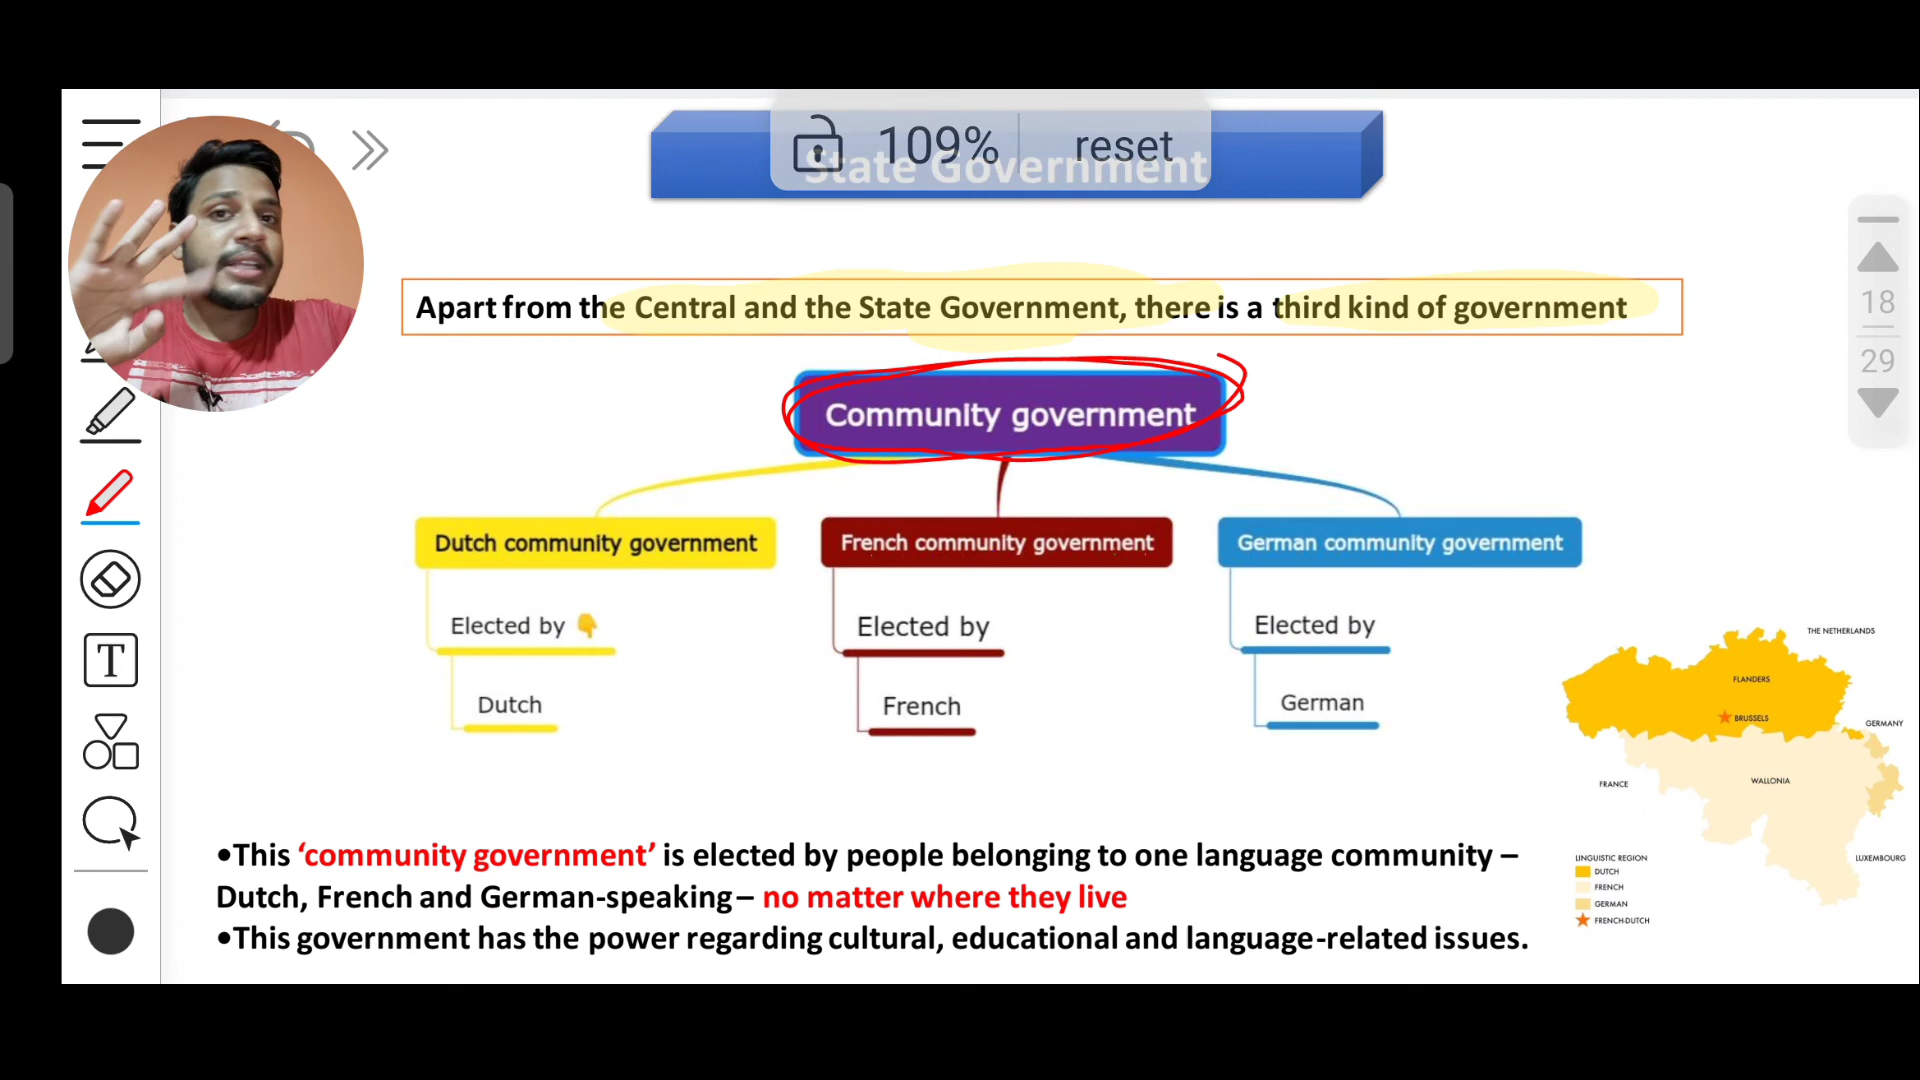 109% reset
State Government
Apart from the Central and the State Government, there is a third kind of government
18
29
Community government
Dutch community government
French community government
German community government
Elected by 👇
Elected by
Elected by
Dutch
French
German
THE NETHERLANDS
FLANDERS
BRUSSELS
GERMANY
WALLONIA
FRANCE
LUXEMBOURG
LINGUISTIC REGION
DUTCH
FRENCH
GERMAN
FRENCH-DUTCH
•This ‘community government’ is elected by people belonging to one language community –
Dutch, French and German-speaking– no matter where they live
•This government has the power regarding cultural, educational and language-related issues.
T